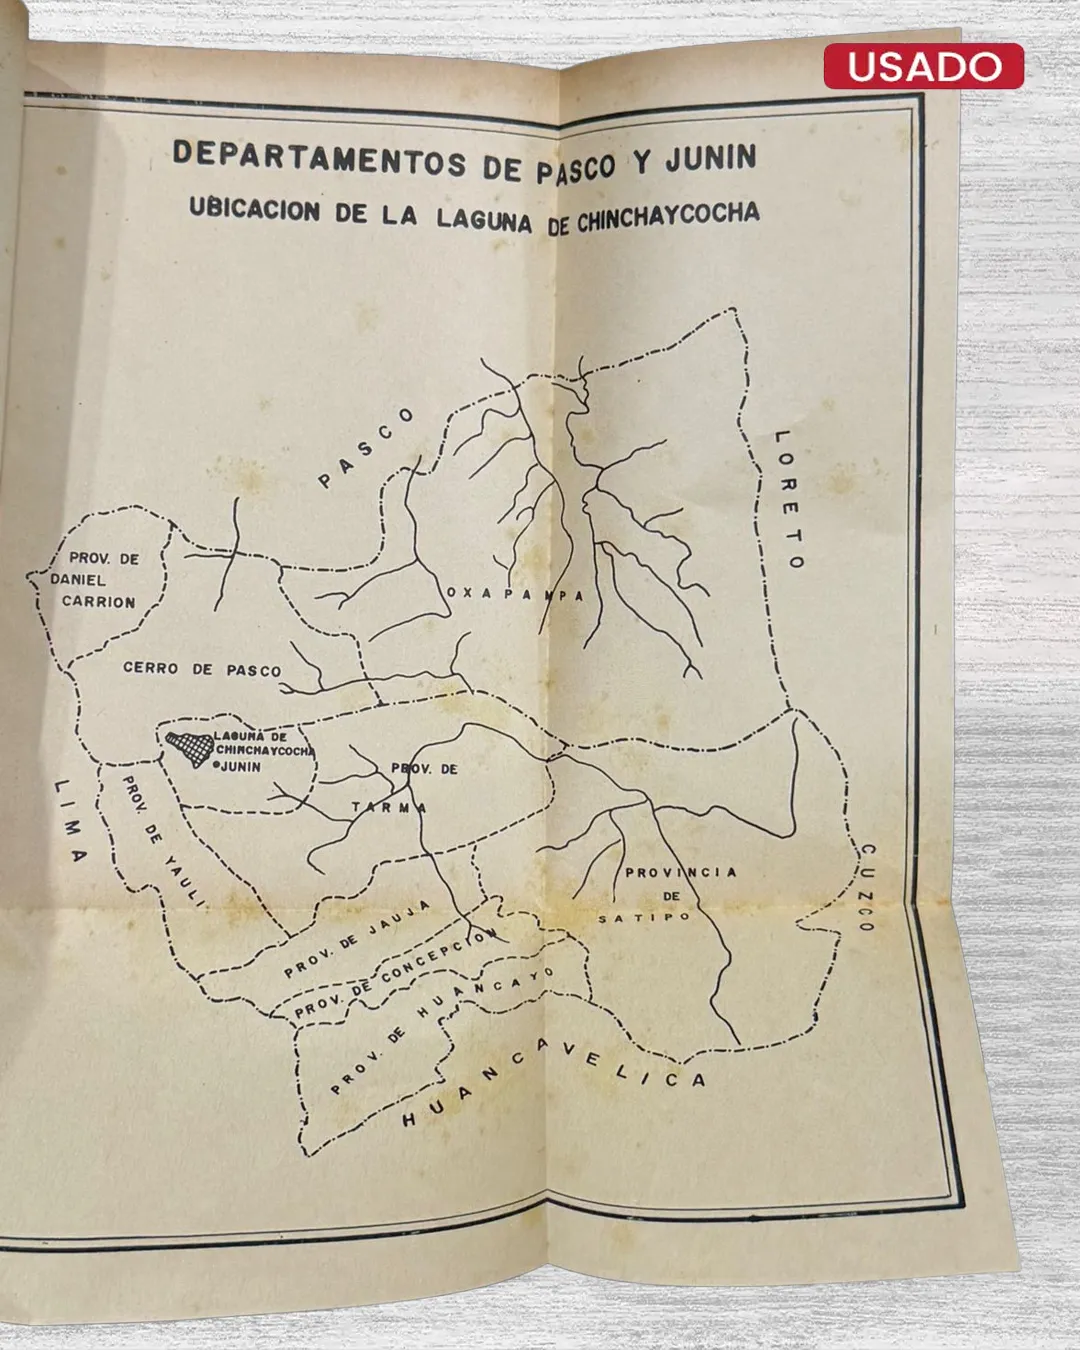 USADO
DEPARTAMENTOS DE PASCO Y JUNIN
UBICACION DE LA LAGUNA DE CHINCHAYCOCHA
PASCO
LORETO
PROV. DE
DANIEL
CARRION
OXAPAMPA
CERRO DE PASCO
LAGUNA DE
CHINCHAYCOCHA
JUNIN
PROV. DE
TARMA
LIMA
PROV. DE YAULI
CUZCO
PROVINCIA
DE
SATIPO
PROV. DE JAUJA
PROV. DE CONCEPCION
PROV. DE HUANCAYO
HUANCAVELICA